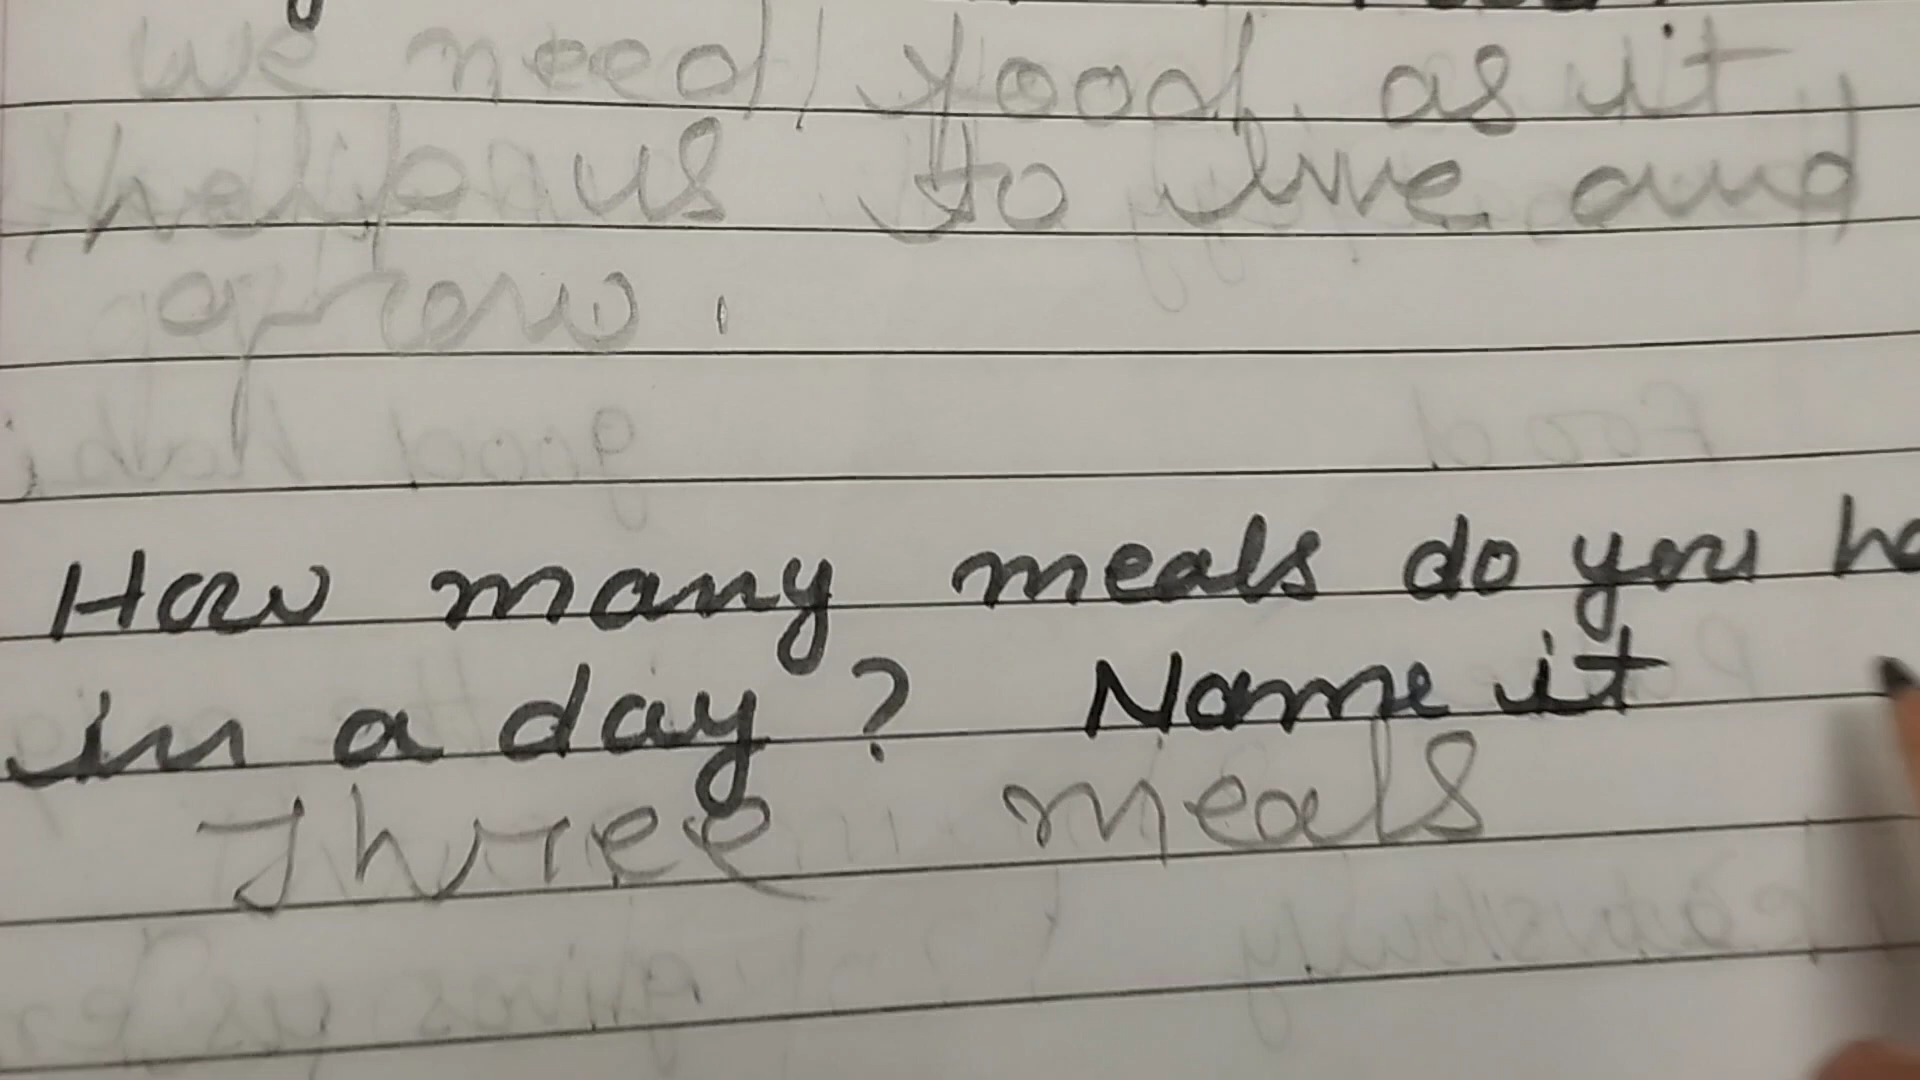 we need food as it
helps us to live and
grow.
How many meals do you
in a day? Name it
Three meals